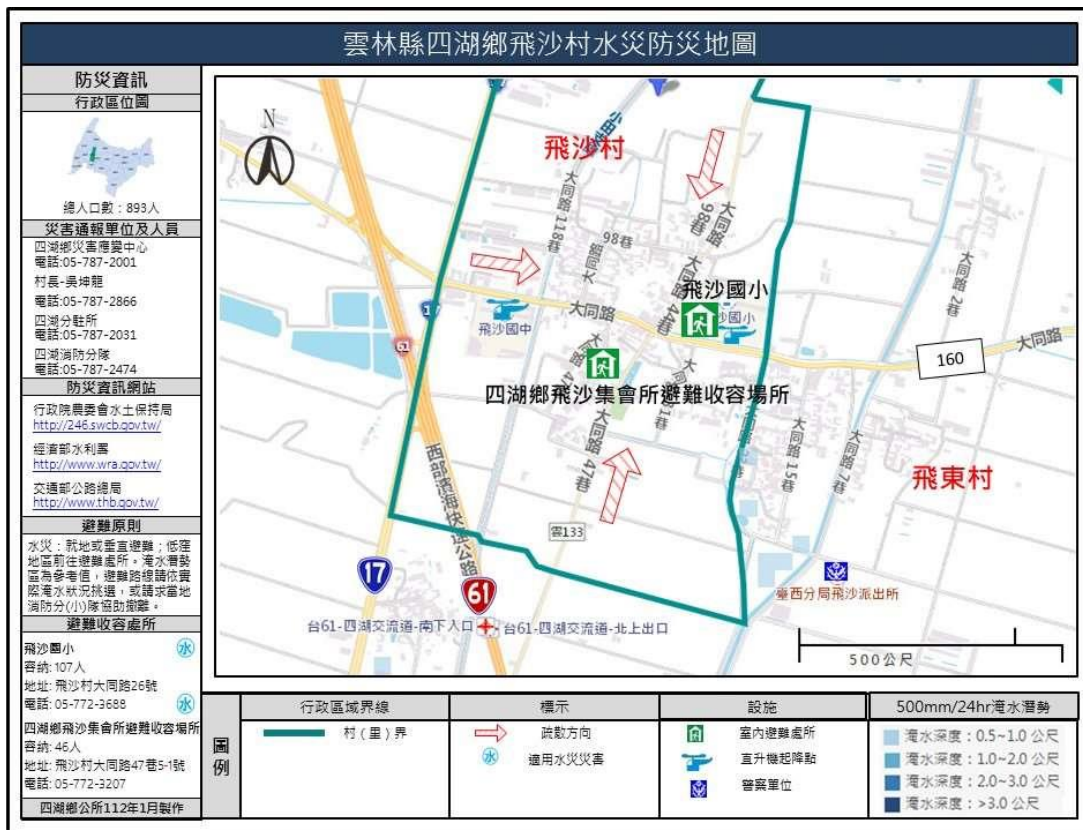 雲林縣四湖鄉飛沙村水災防災地圖
防災資訊
行政區位圖
總人口數：893人
災害通報單位及人員
四湖鄉災害應變中心
電話:05-787-2001
村長-吳坤龍
電話:05-787-2866
四湖分駐所
電話:05-787-2031
四湖消防分隊
電話:05-787-2474
防災資訊網站
行政院農委會水土保持局
http://246.swcb.gov.tw/
經濟部水利署
http://www.wra.gov.tw/
交通部公路總局
http://www.thb.gov.tw/
避難原則
水災：就地或垂直避難；低窪
地區前往避難處所。淹水潛勢
區為參考值，避難路線請依實
際淹水狀況挑選，或請求當地
消防分(小)隊協助撤離。
避難收容處所
飛沙國小
水
容納:107人
地址:飛沙村大同路26號
電話:05-772-3688
水
四湖鄉飛沙集會所避難收容場所
容納:46人
地址:飛沙村大同路47巷5-1號
電話:05-772-3207
四湖鄉公所112年1月製作
N
飛沙村
大同路118巷
98巷
大同路
大同路
98巷
大同路 2巷
飛沙國小
國小
17
大同路
飛沙國中
61
160
大同路
四湖鄉飛沙集會所避難收容場所
大同路 47巷
大同路 15巷
大同路 7巷
飛東村
西部濱海快速公路
雲133
17
61
臺西分局飛沙派出所
台61-四湖交流道-南下入口
台61-四湖交流道-北上出口
500公尺
圖例
行政區域界線
標示
設施
500mm/24hr淹水潛勢
村（里）界
疏散方向
室內避難處所
淹水深度：0.5~1.0 公尺
水
適用水災災害
直升機起降點
淹水深度：1.0~2.0 公尺
警察單位
淹水深度：2.0~3.0 公尺
淹水深度：>3.0 公尺